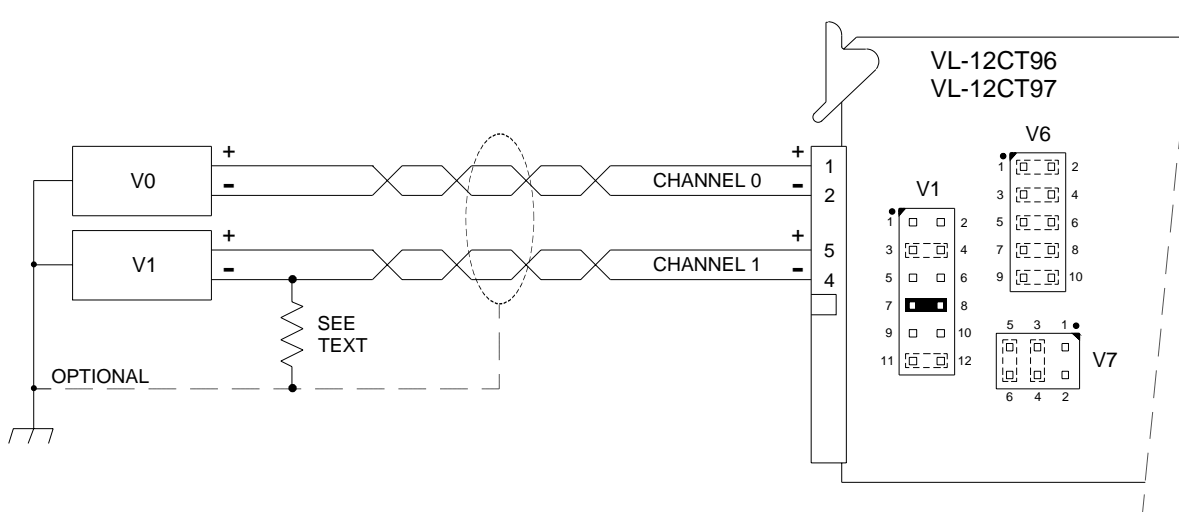 VL-12CT96
VL-12CT97
V0
+
-
CHANNEL 0
+
-
1
2
V1
+
-
CHANNEL 1
+
-
5
4
SEE
TEXT
OPTIONAL
V1
1 2
3 4
5 6
7 8
9 10
11 12
V6
1 2
3 4
5 6
7 8
9 10
V7
5 3 1
6 4 2